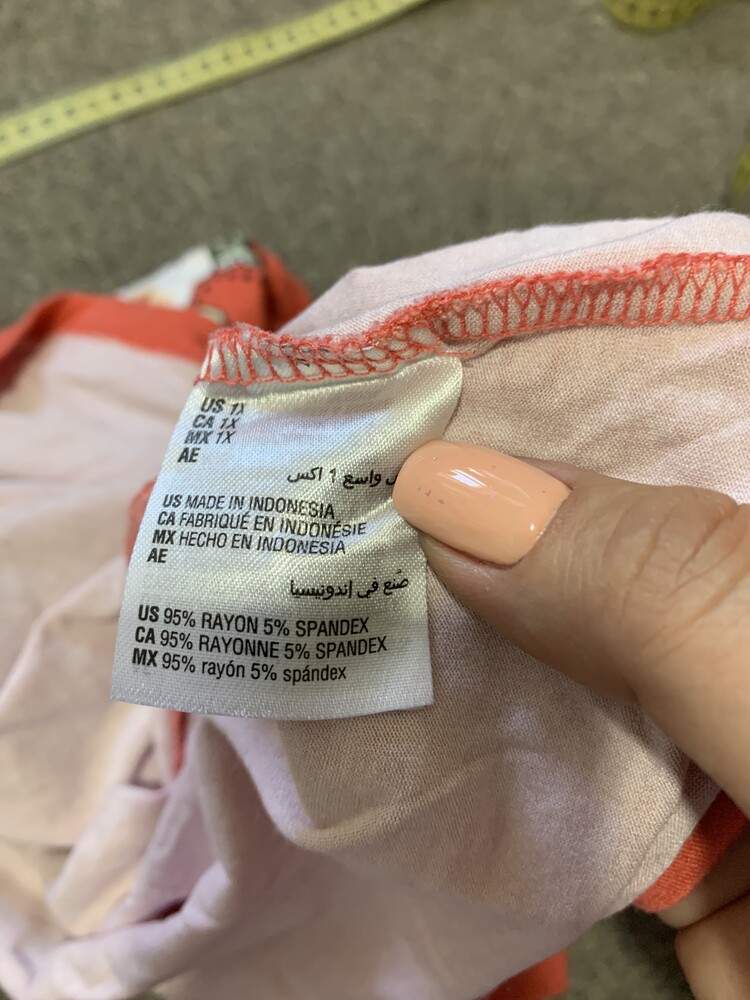 US 1X
CA 1X
MX 1X
AE
واسع 1 اكس
US MADE IN INDONESIA
CA FABRIQUÉ EN INDONÉSIE
MX HECHO EN INDONESIA
AE
صُنع في إندونيسيا
US 95% RAYON 5% SPANDEX
CA 95% RAYONNE 5% SPANDEX
MX 95% rayón 5% spándex